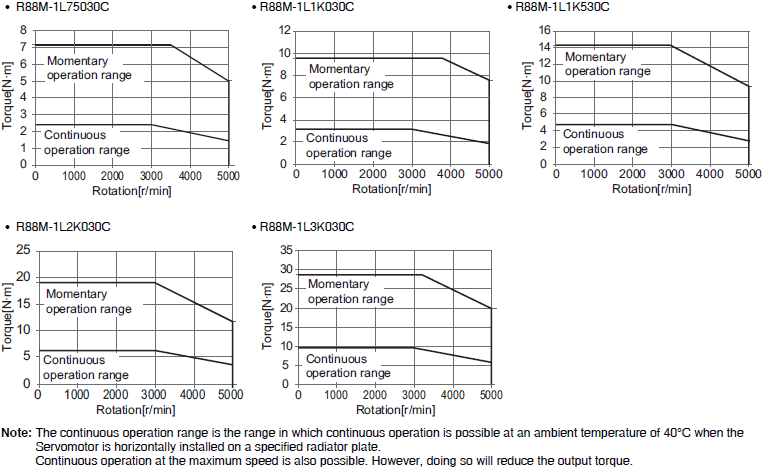 • R88M-1L75030C
8
7
6
5
4
3
2
1
0
Torque[N·m]
Momentary
operation range
Continuous
operation range
0 1000 2000 3000 4000 5000
Rotation[r/min]
• R88M-1L1K030C
12
10
8
6
4
2
0
Torque[N·m]
Momentary
operation range
Continuous
operation range
0 1000 2000 3000 4000 5000
Rotation[r/min]
• R88M-1L1K530C
16
14
12
10
8
6
4
2
0
Torque[N·m]
Momentary
operation range
Continuous
operation range
0 1000 2000 3000 4000 5000
Rotation[r/min]
• R88M-1L2K030C
25
20
15
10
5
0
Torque[N·m]
Momentary
operation range
Continuous
operation range
0 1000 2000 3000 4000 5000
Rotation[r/min]
• R88M-1L3K030C
35
30
25
20
15
10
5
0
Torque[N·m]
Momentary
operation range
Continuous
operation range
0 1000 2000 3000 4000 5000
Rotation[r/min]
Note: The continuous operation range is the range in which continuous operation is possible at an ambient temperature of 40°C when the
Servomotor is horizontally installed on a specified radiator plate.
Continuous operation at the maximum speed is also possible. However, doing so will reduce the output torque.